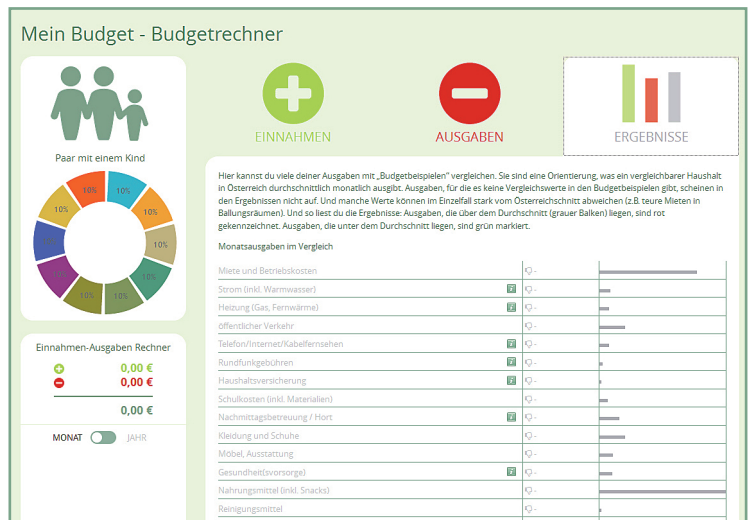 Mein Budget - Budgetrechner
Paar mit einem Kind
10%
10%
10%
10%
10%
10%
10%
10%
10%
10%
Einnahmen-Ausgaben Rechner
0,00 €
0,00 €
0,00 €
MONAT JAHR
EINNAHMEN
AUSGABEN
ERGEBNISSE
Hier kannst du viele deiner Ausgaben mit „Budgetbeispielen" vergleichen. Sie sind eine Orientierung, was ein vergleichbarer Haushalt
in Österreich durchschnittlich monatlich ausgibt. Ausgaben, für die es keine Vergleichswerte in den Budgetbeispielen gibt, scheinen in
den Ergebnissen nicht auf. Und manche Werte können im Einzelfall stark vom Österreichschnitt abweichen (z.B. teure Mieten in
Ballungsräumen). Und so liest du die Ergebnisse: Ausgaben, die über dem Durchschnitt (grauer Balken) liegen, sind rot
gekennzeichnet. Ausgaben, die unter dem Durchschnitt liegen, sind grün markiert.
Monatsausgaben im Vergleich
Miete und Betriebskosten -
Strom (inkl. Warmwasser) -
Heizung (Gas, Fernwärme) -
öffentlicher Verkehr -
Telefon/Internet/Kabelfernsehen -
Rundfunkgebühren -
Haushaltsversicherung -
Schulkosten (inkl. Materialien) -
Nachmittagsbetreuung / Hort -
Kleidung und Schuhe -
Möbel, Ausstattung -
Gesundheit(svorsorge) -
Nahrungsmittel (inkl. Snacks) -
Reinigungsmittel -